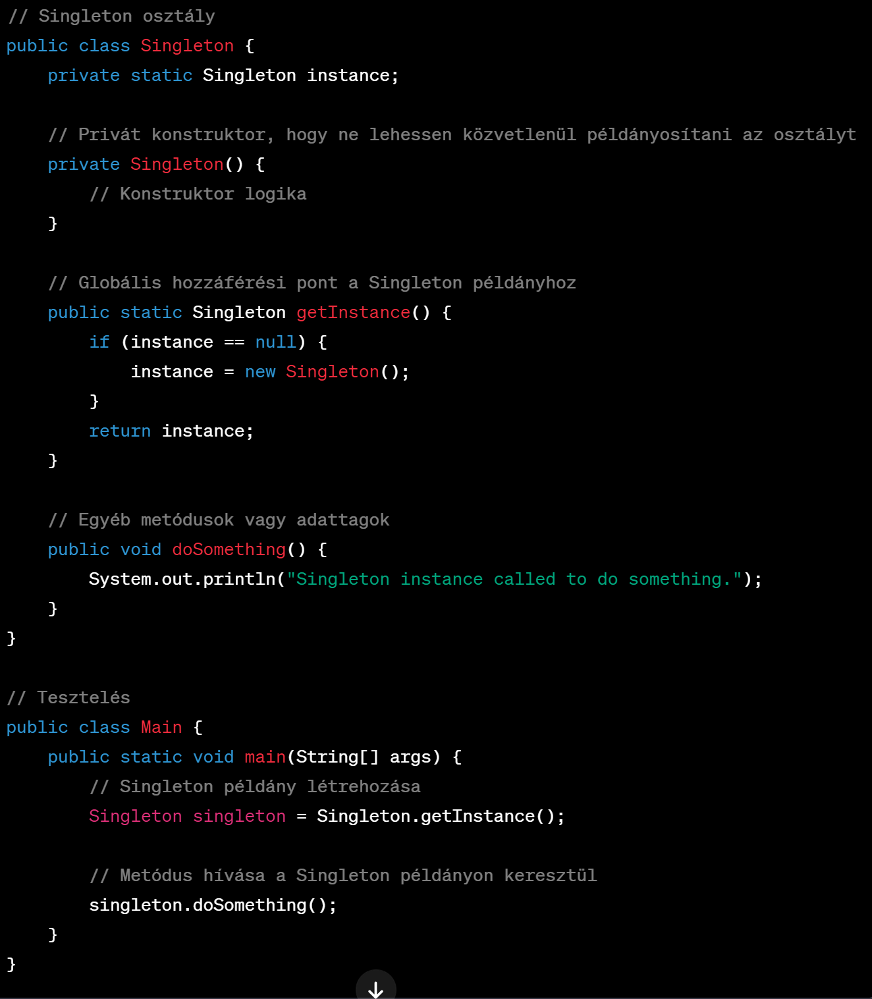 // Singleton osztály
public class Singleton {
    private static Singleton instance;

    // Privát konstruktor, hogy ne lehessen közvetlenül példányosítani az osztályt
    private Singleton() {
        // Konstruktor logika
    }

    // Globális hozzáférési pont a Singleton példányhoz
    public static Singleton getInstance() {
        if (instance == null) {
            instance = new Singleton();
        }
        return instance;
    }

    // Egyéb metódusok vagy adattagok
    public void doSomething() {
        System.out.println("Singleton instance called to do something.");
    }
}

// Tesztelés
public class Main {
    public static void main(String[] args) {
        // Singleton példány létrehozása
        Singleton singleton = Singleton.getInstance();

        // Metódus hívása a Singleton példányon keresztül
        singleton.doSomething();
    }
}